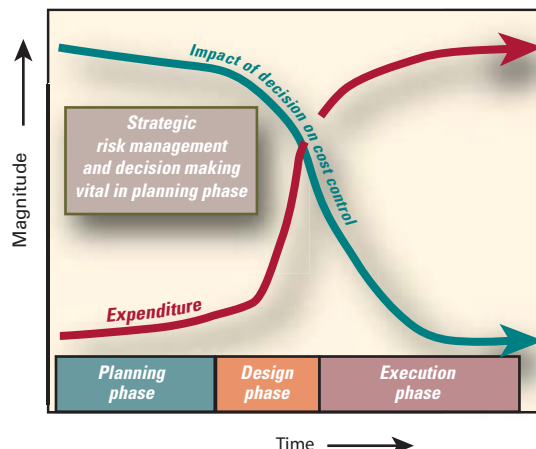 Impact of decision on cost control
Strategic
risk management
and decision making
vital in planning phase
Magnitude
Expenditure
Planning
phase
Design
phase
Execution
phase
Time